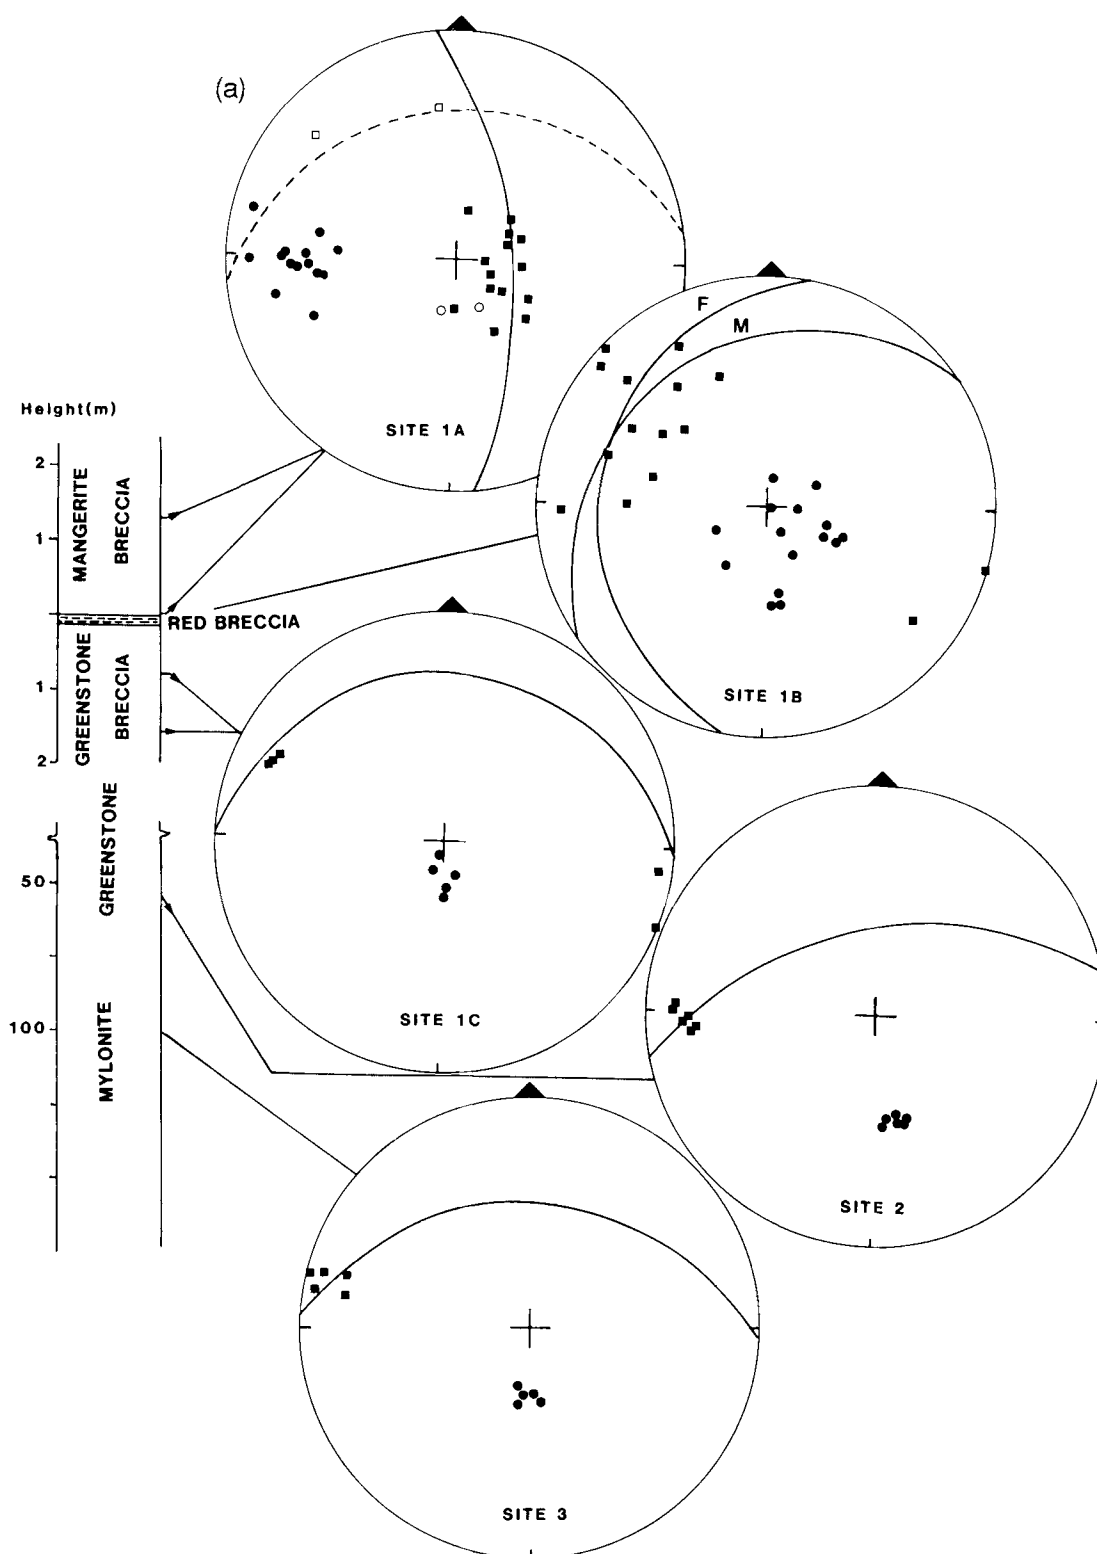 (a)
SITE 1A
F
M
SITE 1B
Height(m)
2
1
MANGERITE
BRECCIA
RED BRECCIA
GREENSTONE
BRECCIA
1
2
SITE 1C
GREENSTONE
50
MYLONITE
100
SITE 2
SITE 3